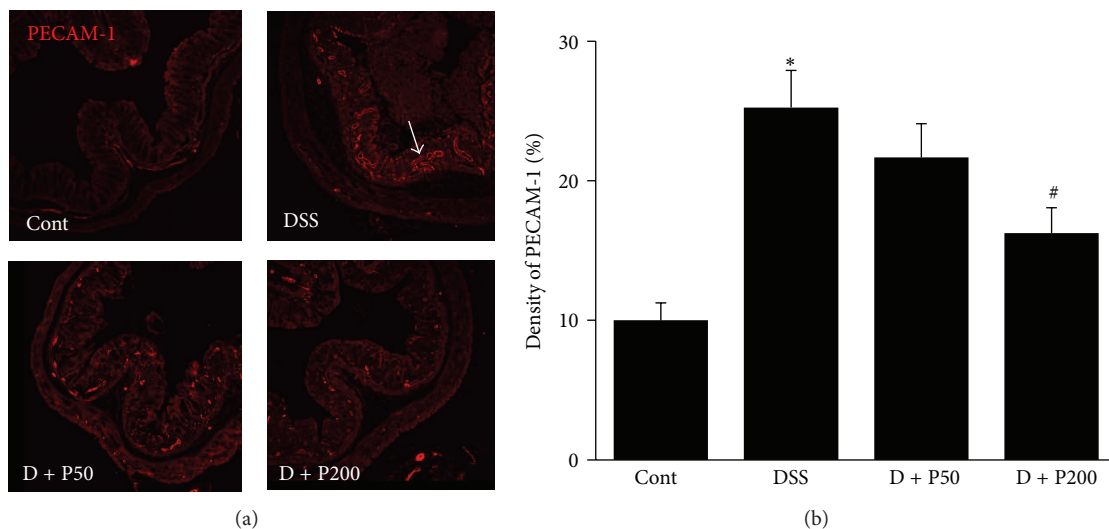 PECAM-1
Cont
DSS
D + P50
D + P200
(a)
Density of PECAM-1 (%)
30
20
10
0
*
#
Cont DSS D + P50 D + P200
(b)